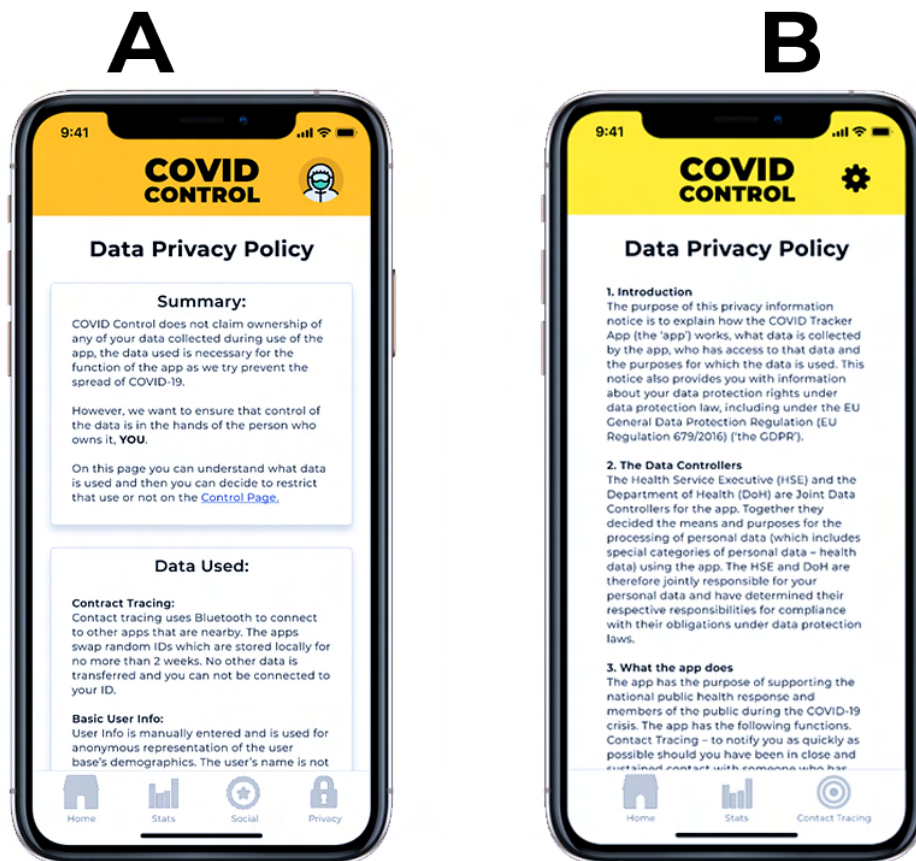 A
9:41
COVID
CONTROL
Data Privacy Policy
Summary:
COVID Control does not claim ownership of
any of your data collected during use of the
app, the data used is necessary for the
function of the app as we try prevent the
spread of COVID-19.
However, we want to ensure that control of
the data is in the hands of the person who
owns it, YOU.
On this page you can understand what data
is used and then you can decide to restrict
that use or not on the Control Page.
Data Used:
Contract Tracing:
Contact tracing uses Bluetooth to connect
to other apps that are nearby. The apps
swap random IDs which are stored locally for
no more than 2 weeks. No other data is
transferred and you can not be connected to
your ID.
Basic User Info:
User Info is manually entered and is used for
anonymous representation of the user
base's demographics. The user's name is not
Home
Stats
Social
Privacy
B
9:41
COVID
CONTROL
Data Privacy Policy
1. Introduction
The purpose of this privacy information
notice is to explain how the COVID Tracker
App (the 'app') works, what data is collected
by the app, who has access to that data and
the purposes for which the data is used. This
notice also provides you with information
about your data protection rights under
data protection law, including under the EU
General Data Protection Regulation (EU
Regulation 679/2016) ('the GDPR').
2. The Data Controllers
The Health Service Executive (HSE) and the
Department of Health (DoH) are Joint Data
Controllers for the app. Together they
decided the means and purposes for the
processing of personal data (which includes
special categories of personal data – health
data) using the app. The HSE and DoH are
therefore jointly responsible for your
personal data and have determined their
respective responsibilities for compliance
with their obligations under data protection
laws.
3. What the app does
The app has the purpose of supporting the
national public health response and
members of the public during the COVID-19
crisis. The app has the following functions.
Contact Tracing – to notify you as quickly as
possible should you have been in close and
sustained contact with someone who has
Home
Stats
Contact Tracing